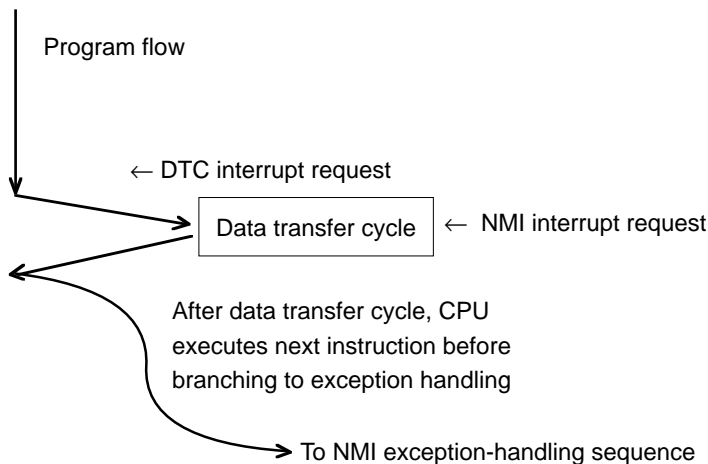 Program flow
← DTC interrupt request
Data transfer cycle
← NMI interrupt request
After data transfer cycle, CPU
executes next instruction before
branching to exception handling
To NMI exception-handling sequence